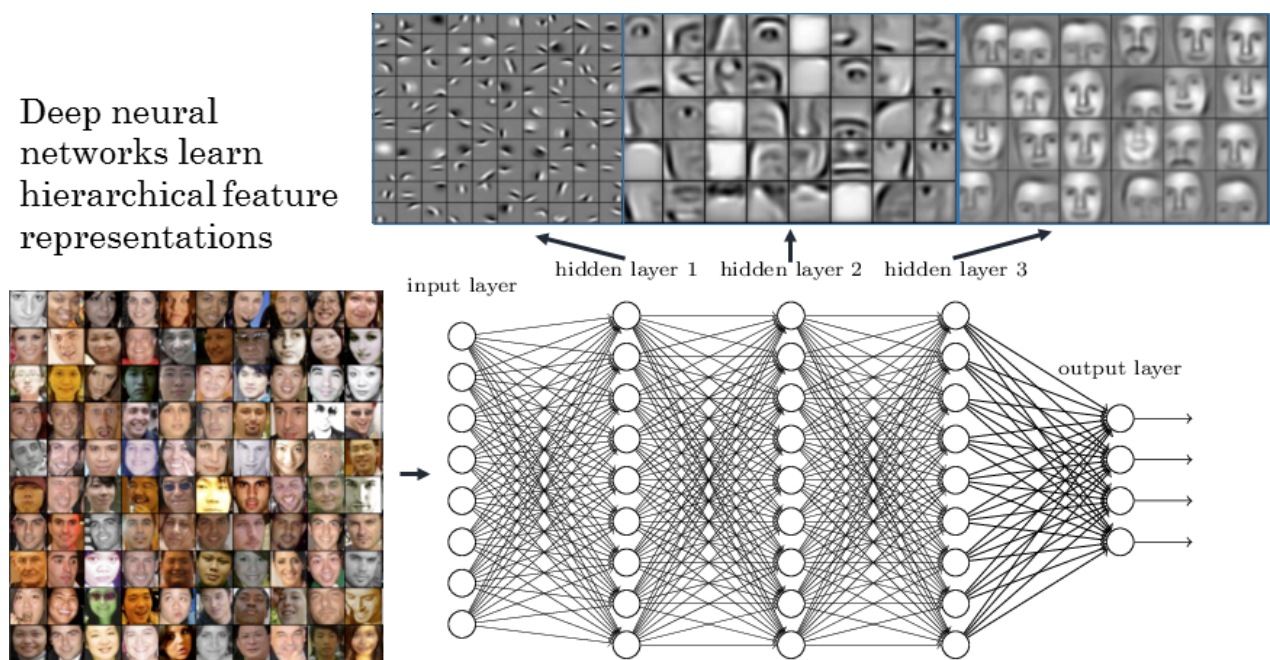 Deep neural
networks learn
hierarchical feature
representations
hidden layer 1
hidden layer 2
hidden layer 3
input layer
output layer